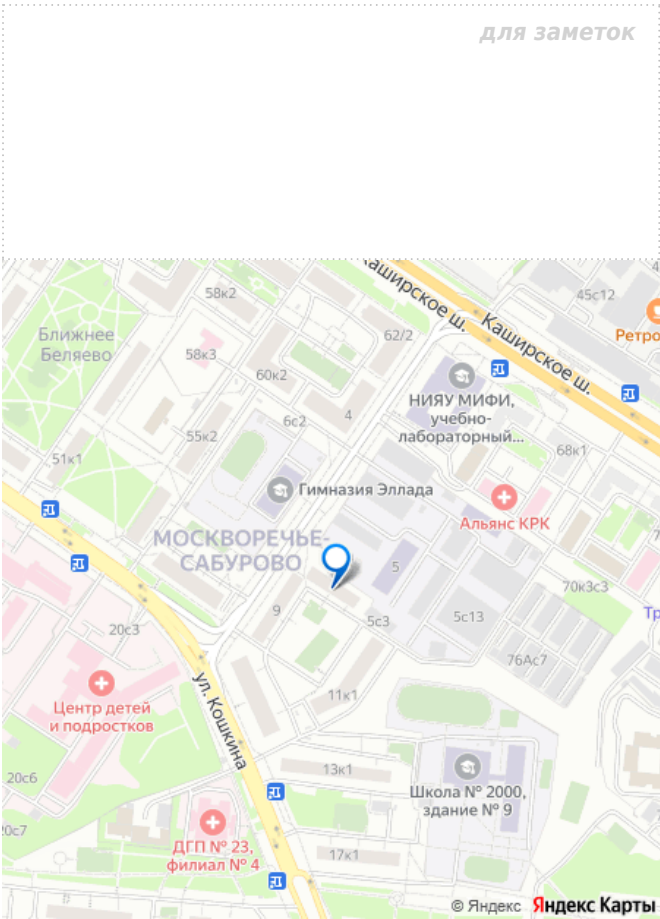 для заметок
Каширское ш.
45с12
58к2
Каширское ш.
62/2
Ближнее
Беляево
58к3
60к2
НИЯУ МИФИ,
учебно-
лабораторный...
4
6с2
55к2
68к1
51к1
Гимназия Эллада
Альянс КРК
МОСКВОРЕЧЬЕ-
САБУРОВО
5
70к3с3
9
5с3
5с13
20с3
76Ас7
ул. Кошкина
11к1
Центр детей
и подростков
13к1
20с6
Школа № 2000,
здание № 9
ДГП № 23,
филиал № 4
17к1
© Яндекс Яндекс Карты